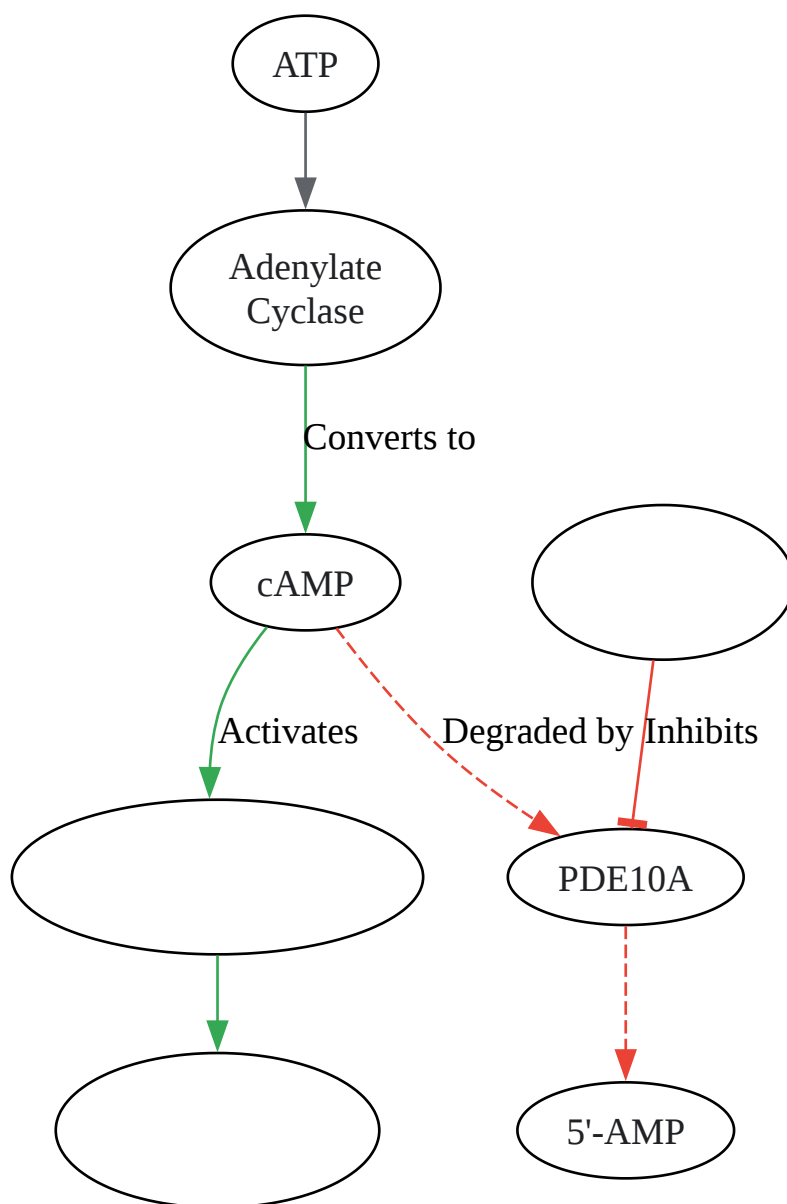 ATP
Adenylate
Cyclase
Converts to
cAMP
Activates
Degraded by
Inhibits
PDE10A
5'-AMP